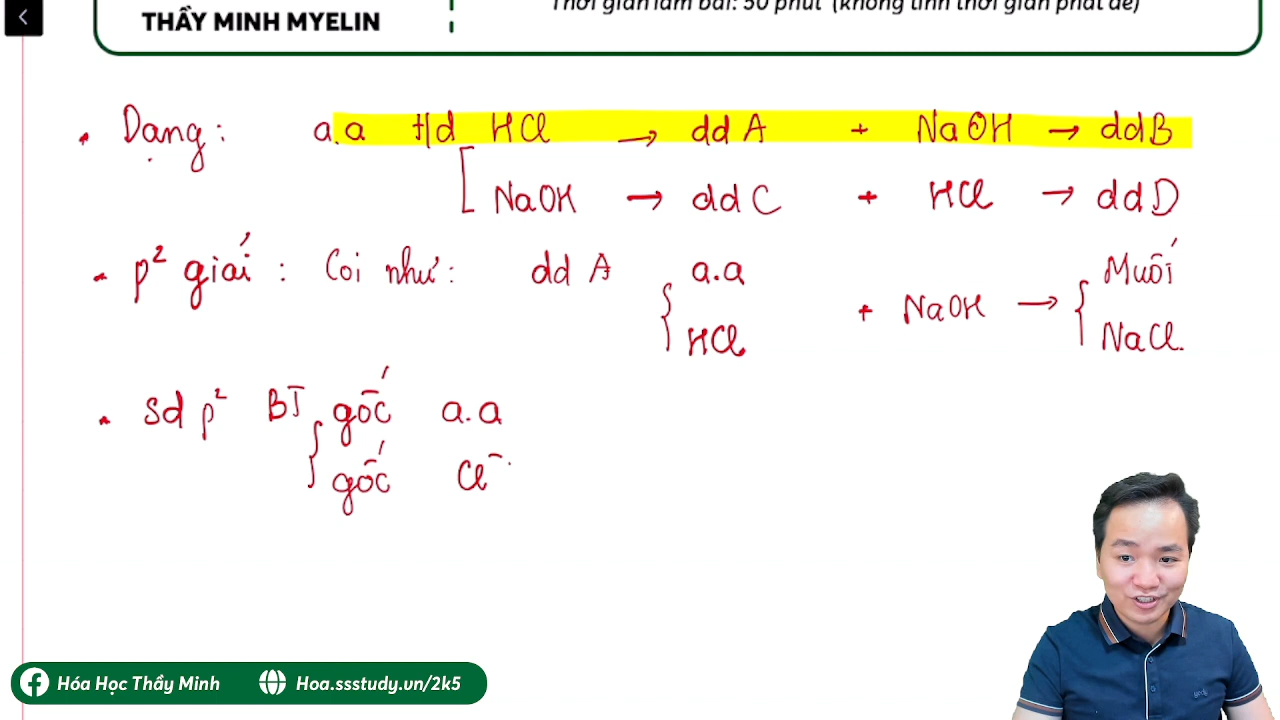 Thời gian làm bài: 50 phút (không tính thời gian phát đề)
THẦY MINH MYELIN
• Dạng: a.a t/d HCl → dd A + NaOH → dd B
NaOH → dd C + HCl → dd D
• p² giải: Coi như: dd A { a.a + NaOH → { Muối
HCl NaCl.
• Sd p² BT { gốc a.a
gốc Cl⁻
Hóa Học Thầy Minh Hoa.ssstudy.vn/2k5